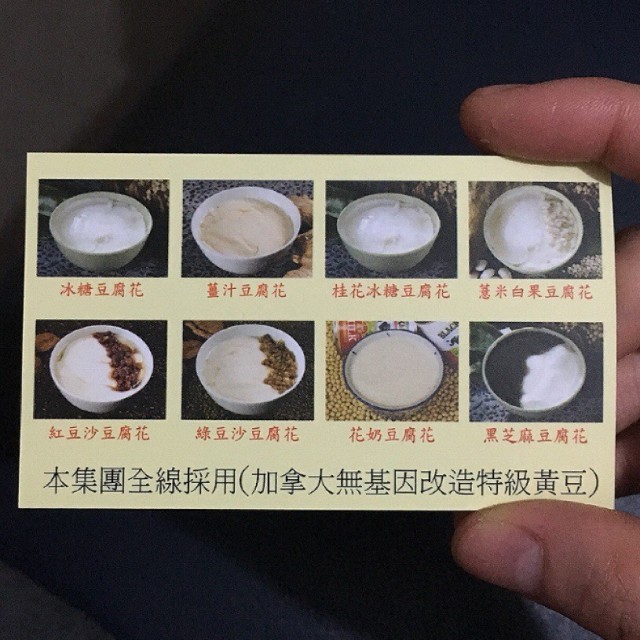 冰糖豆腐花 薑汁豆腐花 桂花冰糖豆腐花 薏米白果豆腐花
紅豆沙豆腐花 綠豆沙豆腐花 花奶豆腐花 黑芝麻豆腐花
本集團全線採用(加拿大無基因改造特級黃豆)